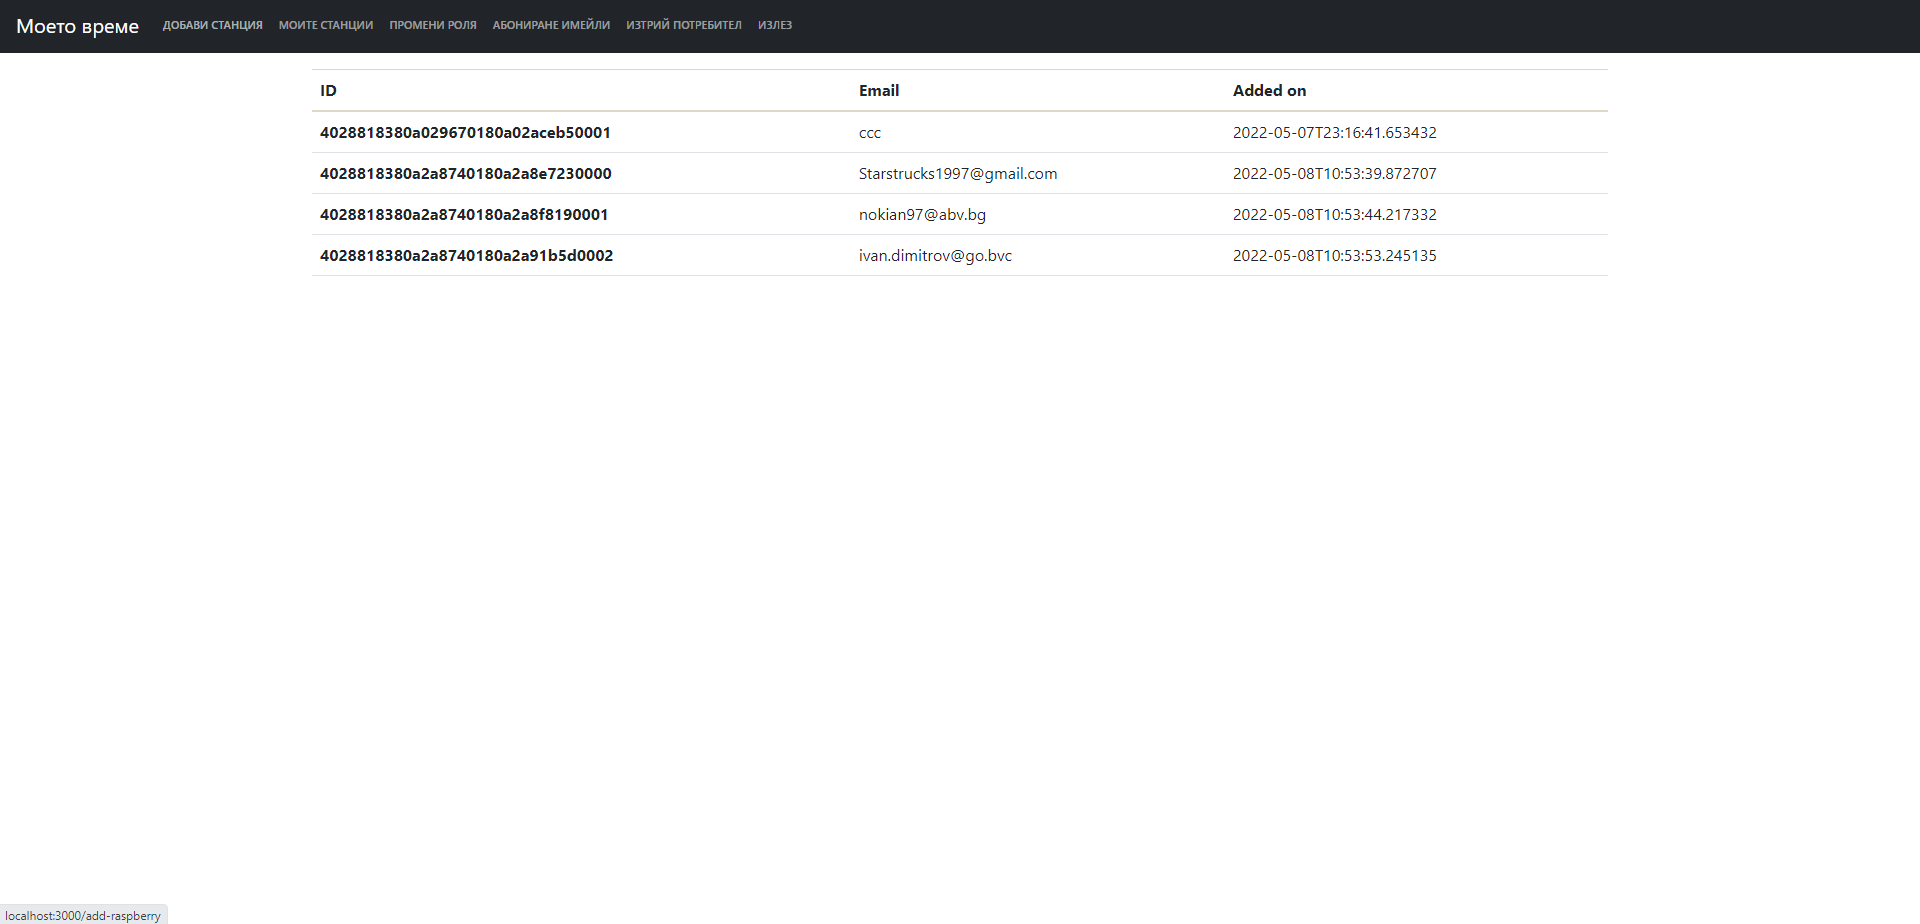 Моето време ДОБАВИ СТАНЦИЯ МОИТЕ СТАНЦИИ ПРОМЕНИ РОЛЯ АБОНИРАНЕ ИМЕЙЛИ ИЗТРИЙ ПОТРЕБИТЕЛ ИЗЛЕЗ
ID Email Added on
4028818380a029670180a02aceb50001 ccc 2022-05-07T23:16:41.653432
4028818380a2a8740180a2a8e7230000 Starstrucks1997@gmail.com 2022-05-08T10:53:39.872707
4028818380a2a8740180a2a8f8190001 nokian97@abv.bg 2022-05-08T10:53:44.217332
4028818380a2a8740180a2a91b5d0002 ivan.dimitrov@go.bvc 2022-05-08T10:53:53.245135
localhost:3000/add-raspberry